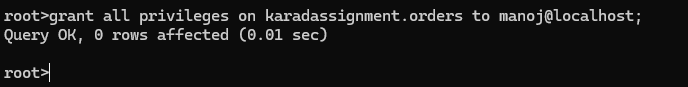 root>grant all privileges on karadassignment.orders to manoj@localhost;
Query OK, 0 rows affected (0.01 sec)
root>